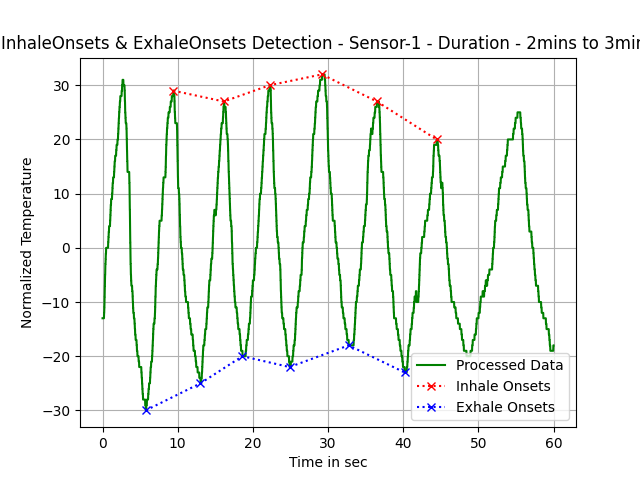 InhaleOnsets & ExhaleOnsets Detection - Sensor-1 - Duration - 2mins to 3min
30
20
10
0
−10
−20
−30
Normalized Temperature
Processed Data
Inhale Onsets
Exhale Onsets
0 10 20 30 40 50 60
Time in sec